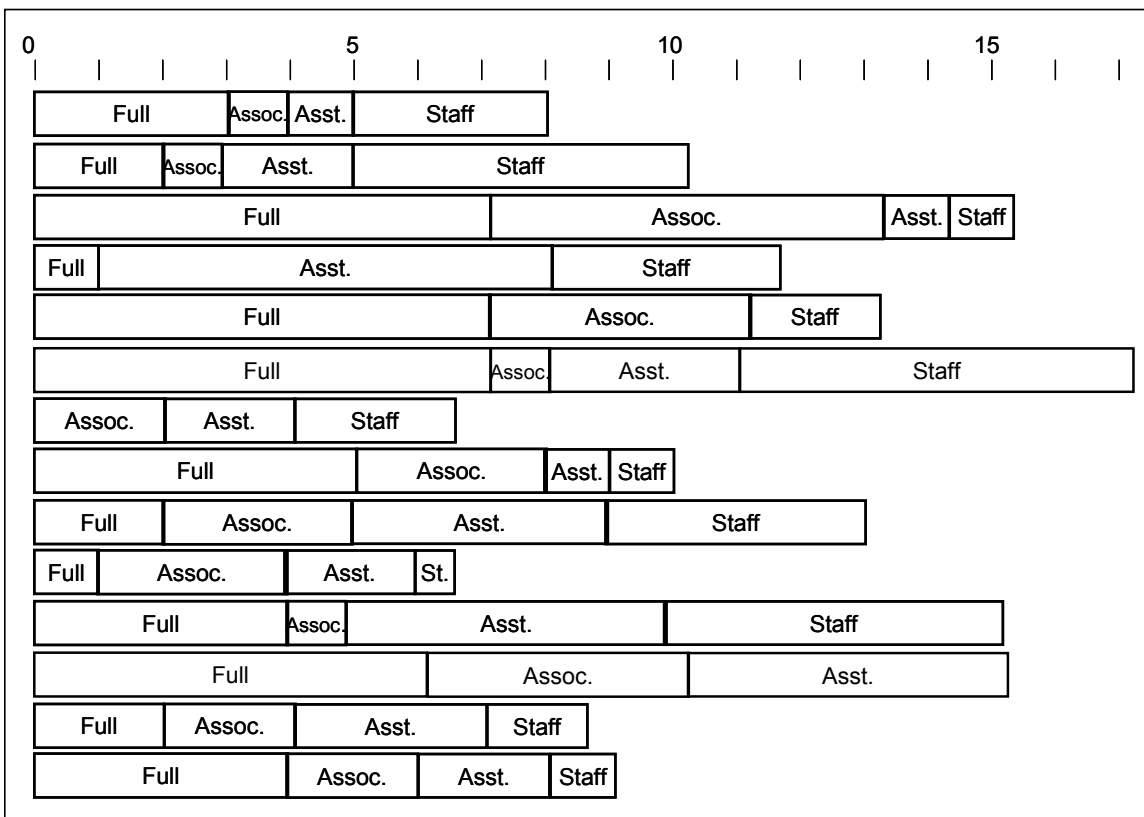 0 5 10 15
Full Assoc. Asst. Staff
Full Assoc. Asst. Staff
Full Assoc. Asst. Staff
Full Asst. Staff
Full Assoc. Staff
Full Assoc. Asst. Staff
Assoc. Asst. Staff
Full Assoc. Asst. Staff
Full Assoc. Asst. Staff
Full Assoc. Asst. St.
Full Assoc. Asst. Staff
Full Assoc. Asst.
Full Assoc. Asst. Staff
Full Assoc. Asst. Staff